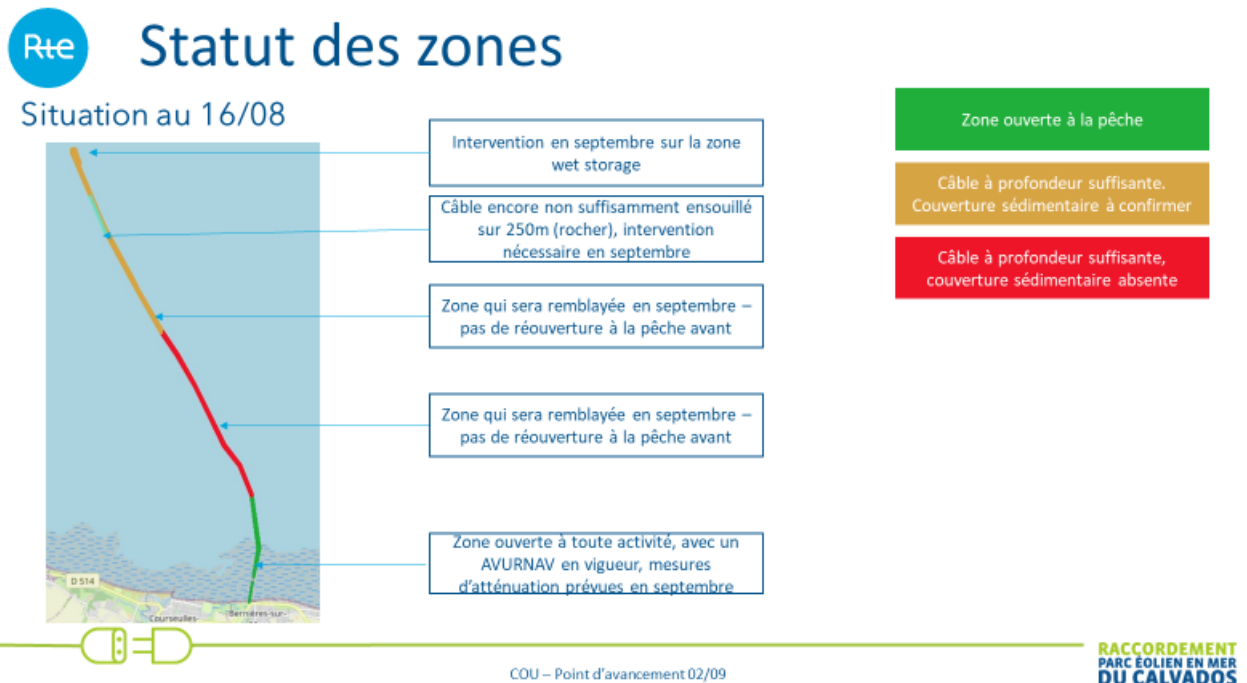 Rte
Statut des zones
Situation au 16/08
Intervention en septembre sur la zone
wet storage
Câble encore non suffisamment ensouillé
sur 250m (rocher), intervention
nécessaire en septembre
Zone qui sera remblayée en septembre –
pas de réouverture à la pêche avant
Zone qui sera remblayée en septembre –
pas de réouverture à la pêche avant
Zone ouverte à toute activité, avec un
AVURNAV en vigueur, mesures
d'atténuation prévues en septembre
Zone ouverte à la pêche
Câble à profondeur suffisante.
Couverture sédimentaire à confirmer
Câble à profondeur suffisante,
couverture sédimentaire absente
D 514
Courseulles-
Bernières-sur-
COU – Point d'avancement 02/09
RACCORDEMENT
PARC ÉOLIEN EN MER
DU CALVADOS